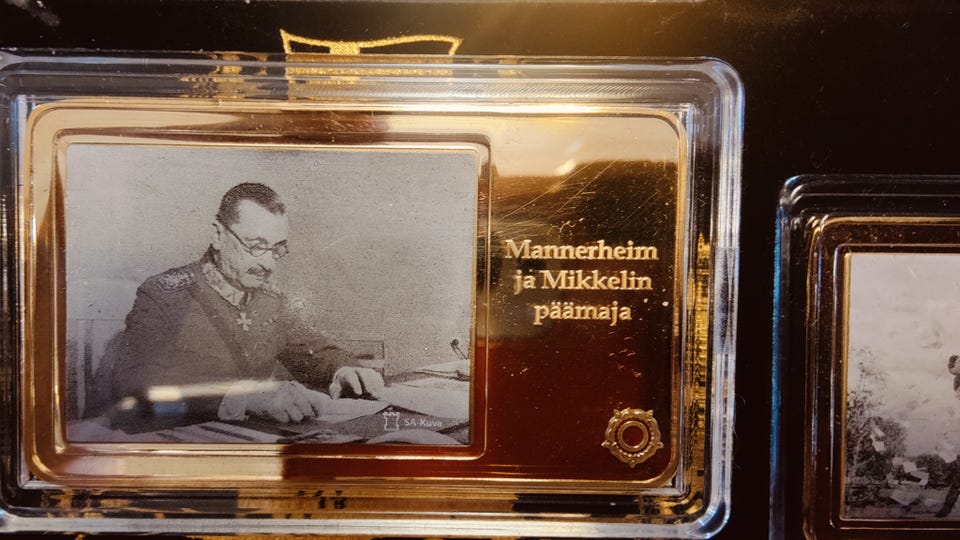 Mannerheim
ja Mikkelin
päämaja
SA-Kuva